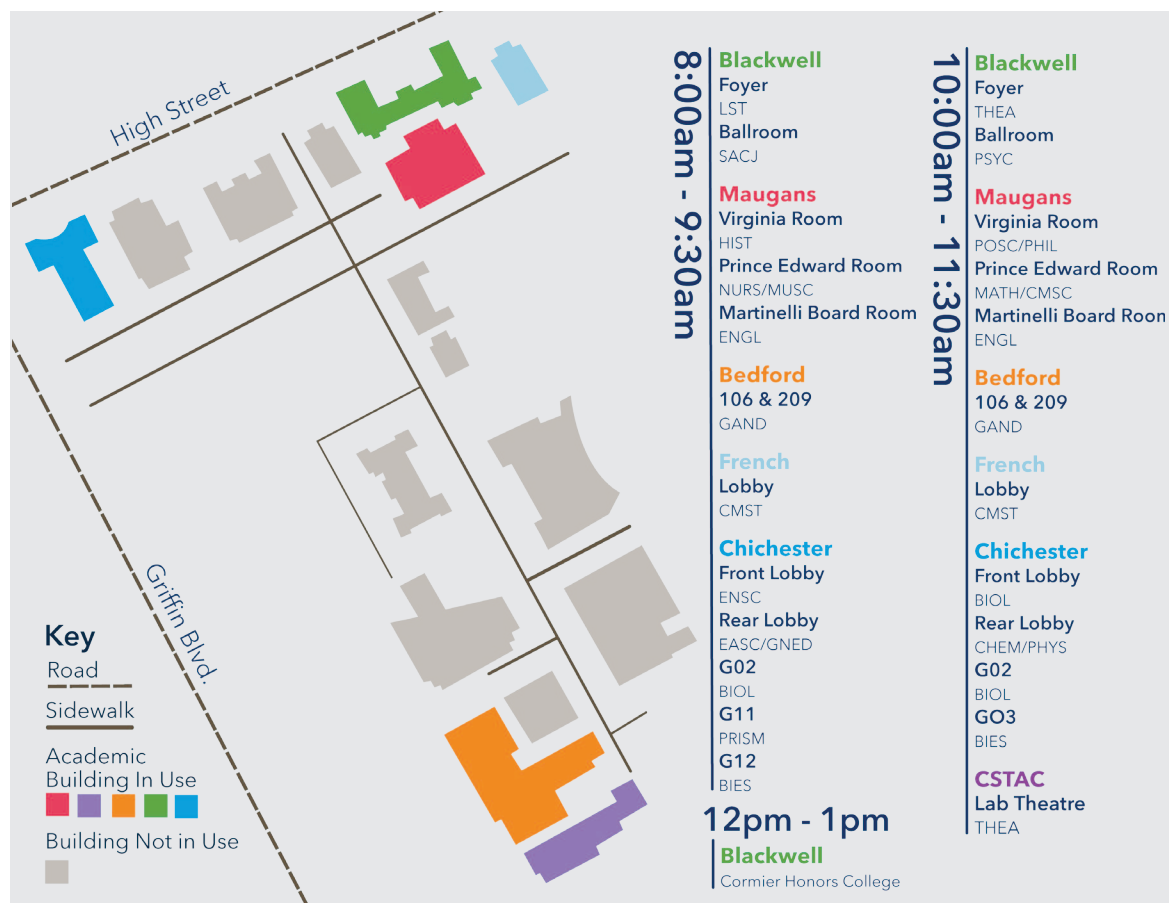 High Street
Griffin Blvd.
Key
Road
Sidewalk
Academic
Building In Use
Building Not in Use
8:00am - 9:30am
Blackwell
Foyer
LST
Ballroom
SACJ
Maugans
Virginia Room
HIST
Prince Edward Room
NURS/MUSC
Martinelli Board Room
ENGL
Bedford
106 & 209
GAND
French
Lobby
CMST
Chichester
Front Lobby
ENSC
Rear Lobby
EASC/GNED
G02
BIOL
G11
PRISM
G12
BIES
12pm - 1pm
Blackwell
Cormier Honors College
10:00am - 11:30am
Blackwell
Foyer
THEA
Ballroom
PSYC
Maugans
Virginia Room
POSC/PHIL
Prince Edward Room
MATH/CMSC
Martinelli Board Room
ENGL
Bedford
106 & 209
GAND
French
Lobby
CMST
Chichester
Front Lobby
BIOL
Rear Lobby
CHEM/PHYS
G02
BIOL
GO3
BIES
CSTAC
Lab Theatre
THEA